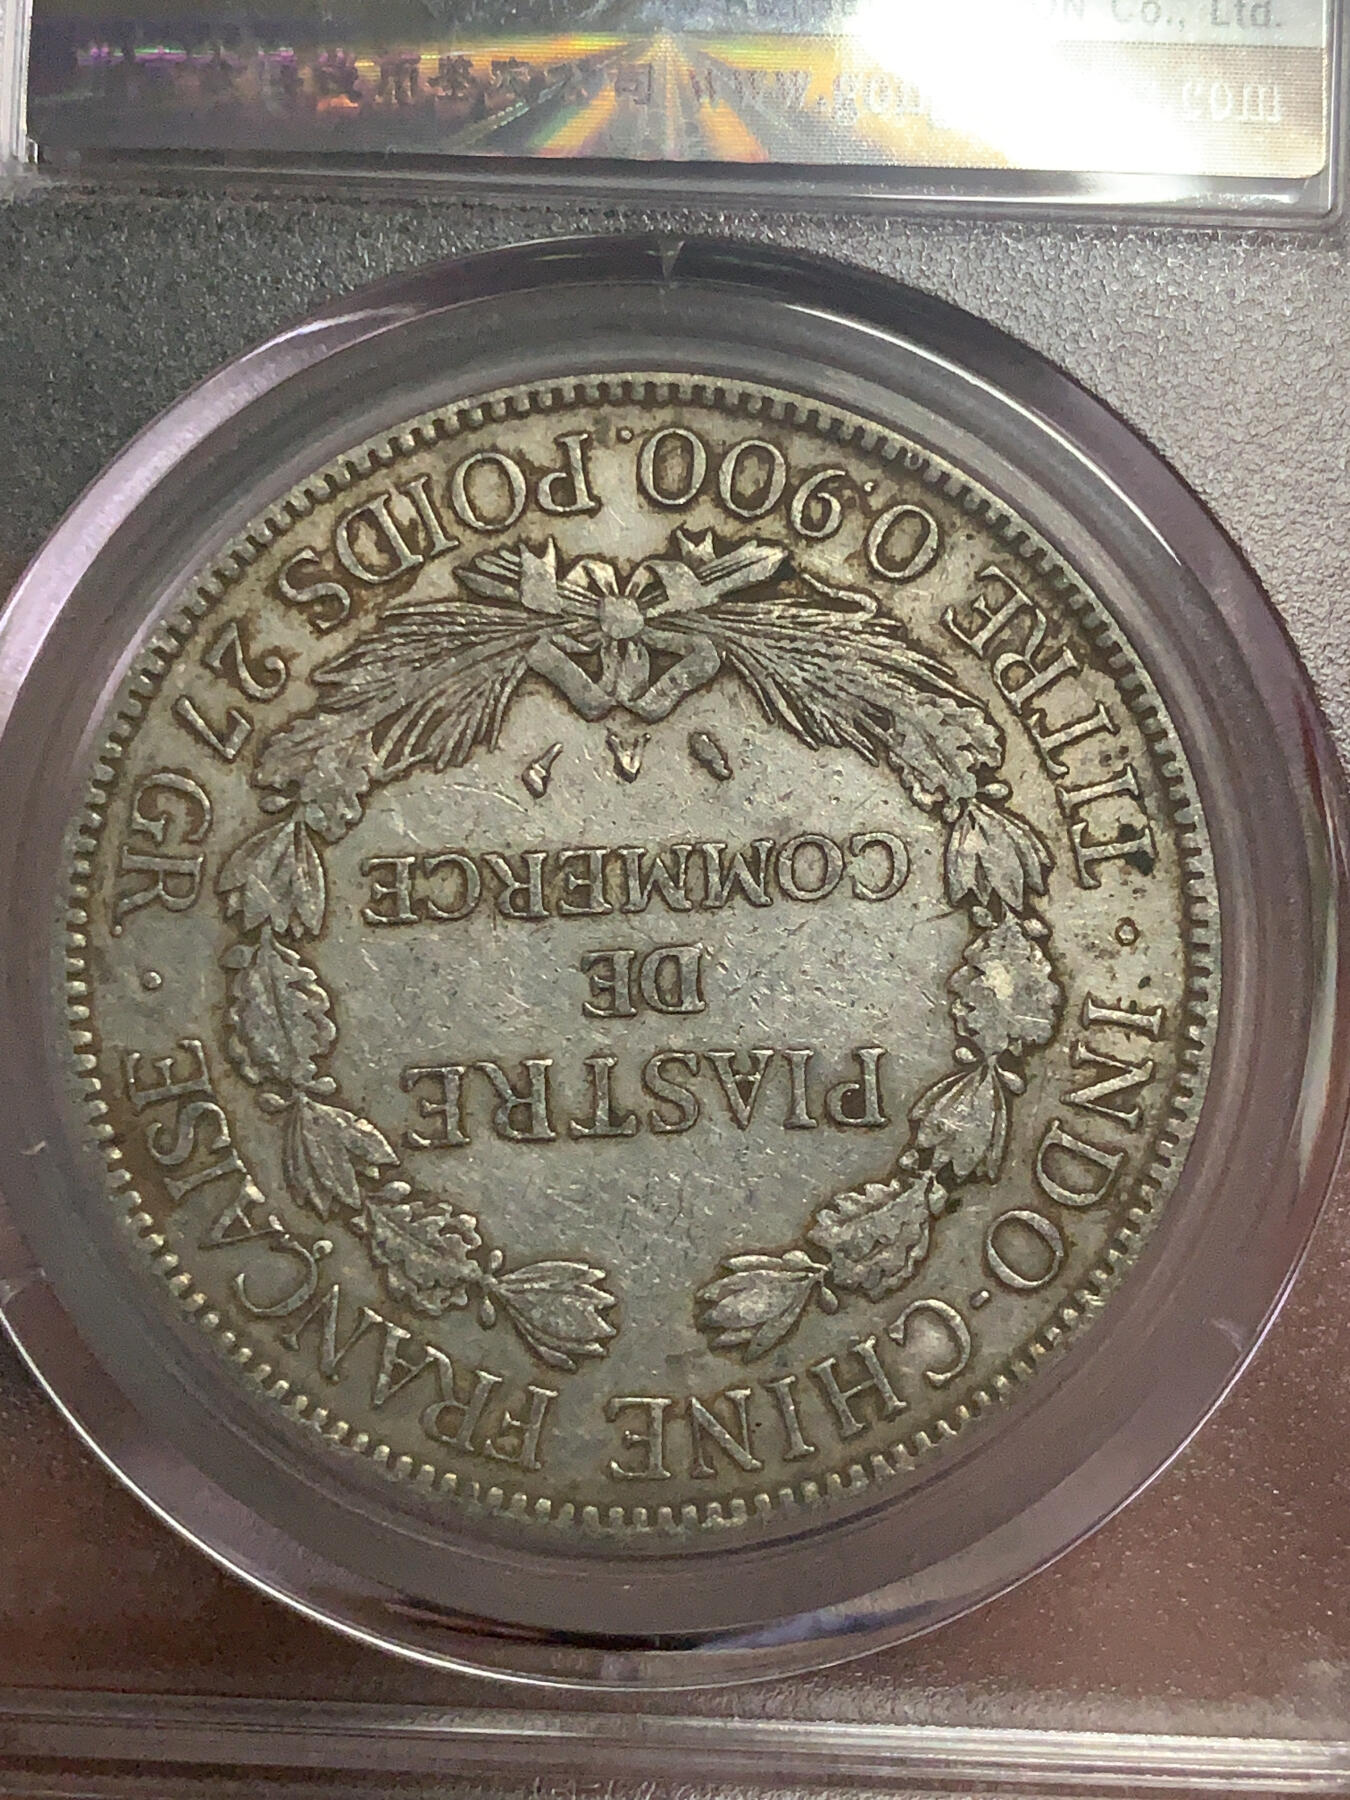 Co., Ltd.
INDO-CHINE FRANÇAISE
PIASTRE
DE
COMMERCE
A
TITRE 0.900. POIDS 27 GR.